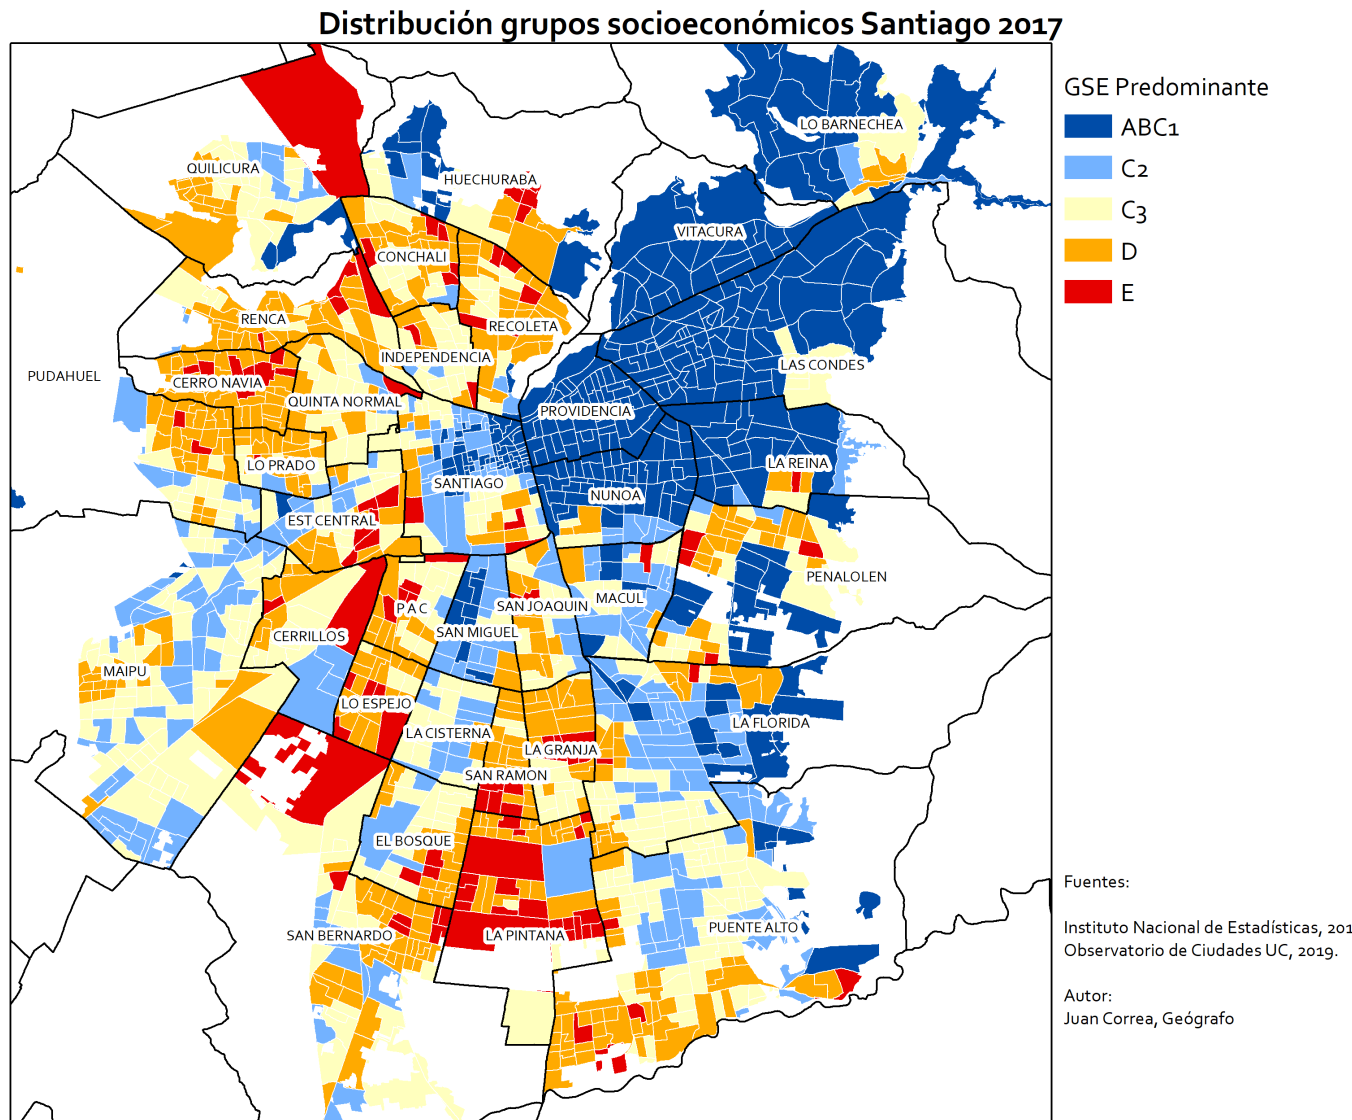 Distribución grupos socioeconómicos Santiago 2017
GSE Predominante
ABC1
C2
C3
D
E
LO BARNECHEA
QUILICURA
HUECHURABA
VITACURA
CONCHALI
RENCA
RECOLETA
INDEPENDENCIA
LAS CONDES
PUDAHUEL
CERRO NAVIA
QUINTA NORMAL
PROVIDENCIA
LO PRADO
LA REINA
SANTIAGO
NUNOA
EST CENTRAL
PENALOLEN
P A C
SAN JOAQUIN
MACUL
CERRILLOS
SAN MIGUEL
MAIPU
LO ESPEJO
LA FLORIDA
LA CISTERNA
LA GRANJA
SAN RAMON
EL BOSQUE
SAN BERNARDO
LA PINTANA
PUENTE ALTO
Fuentes:
Instituto Nacional de Estadísticas, 201
Observatorio de Ciudades UC, 2019.
Autor:
Juan Correa, Geógrafo